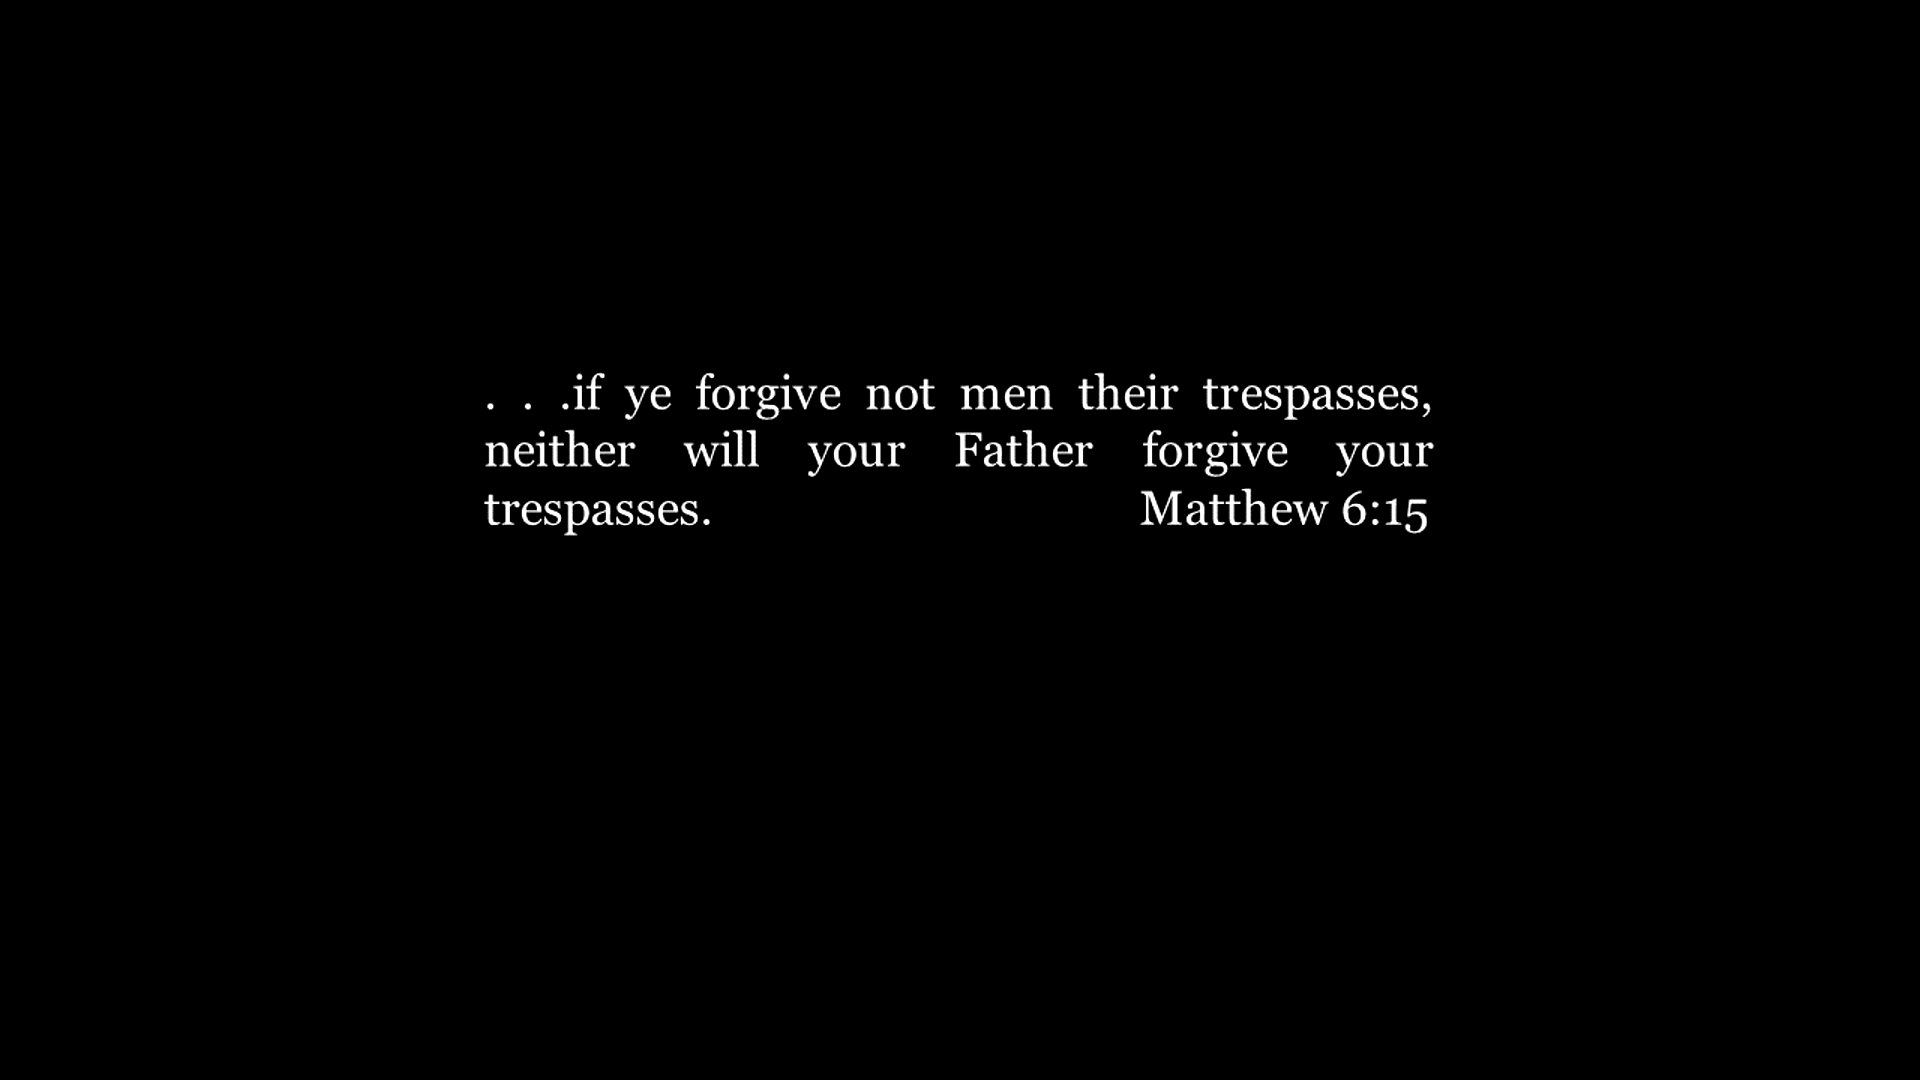 . . .if ye forgive not men their trespasses,
neither will your Father forgive your
trespasses. Matthew 6:15